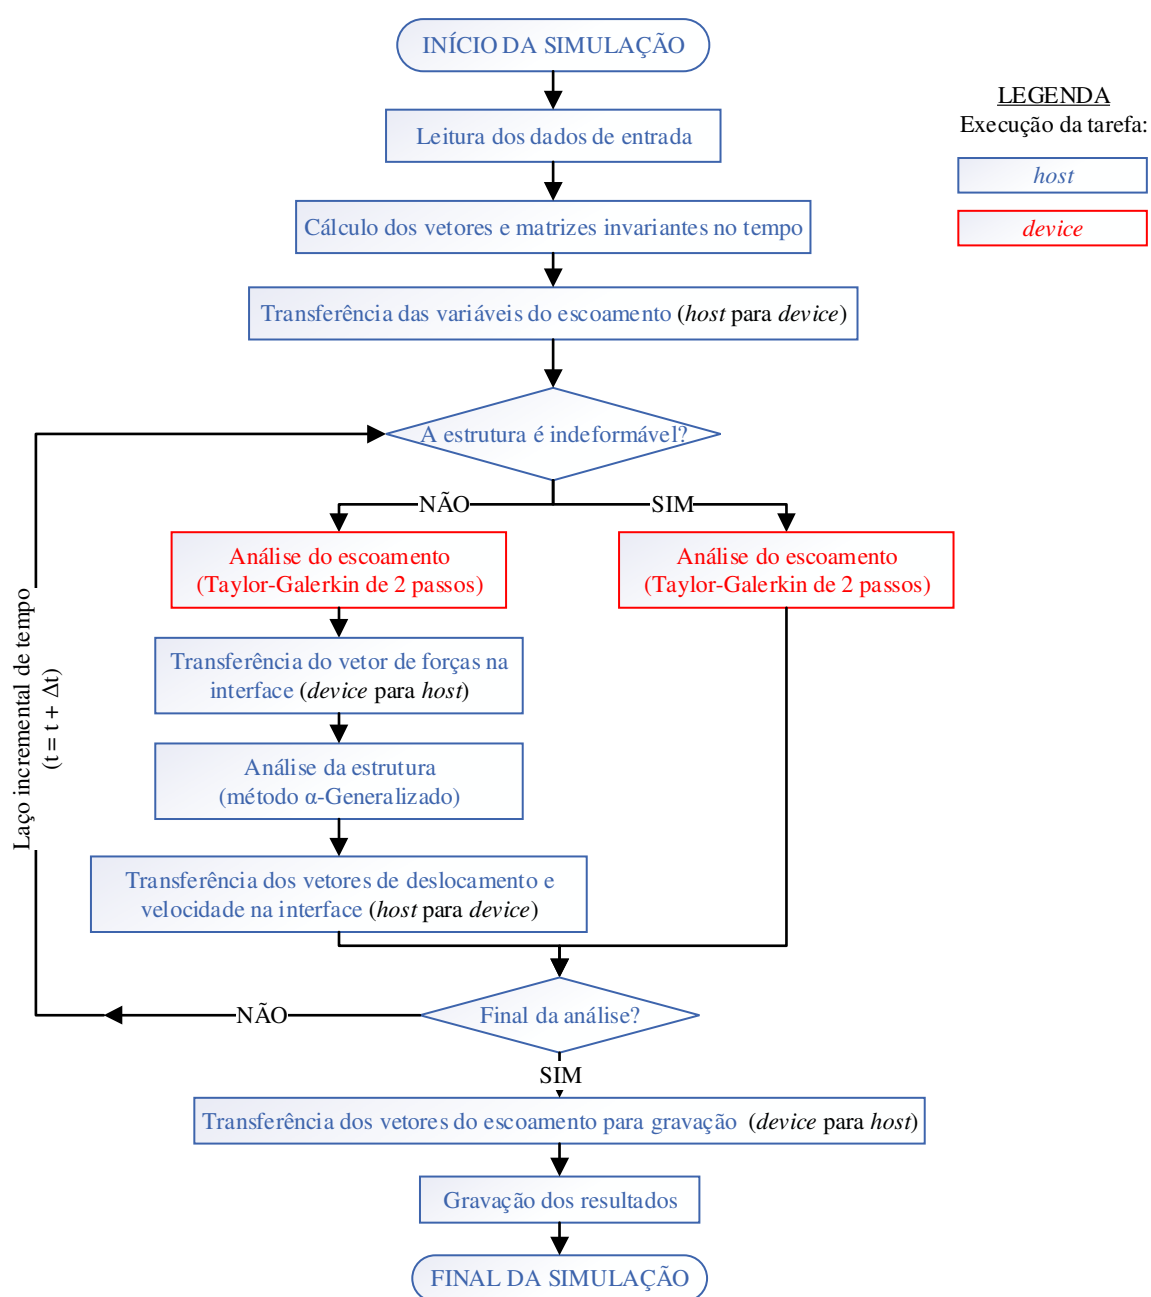 INÍCIO DA SIMULAÇÃO
LEGENDA
Execução da tarefa:
host
device
Leitura dos dados de entrada
Cálculo dos vetores e matrizes invariantes no tempo
Transferência das variáveis do escoamento (host para device)
A estrutura é indeformável?
NÃO
SIM
Análise do escoamento
(Taylor-Galerkin de 2 passos)
Análise do escoamento
(Taylor-Galerkin de 2 passos)
Transferência do vetor de forças na
interface (device para host)
Análise da estrutura
(método α-Generalizado)
Transferência dos vetores de deslocamento e
velocidade na interface (host para device)
Laço incremental de tempo
(t = t + Δt)
Final da análise?
NÃO
SIM
Transferência dos vetores do escoamento para gravação (device para host)
Gravação dos resultados
FINAL DA SIMULAÇÃO